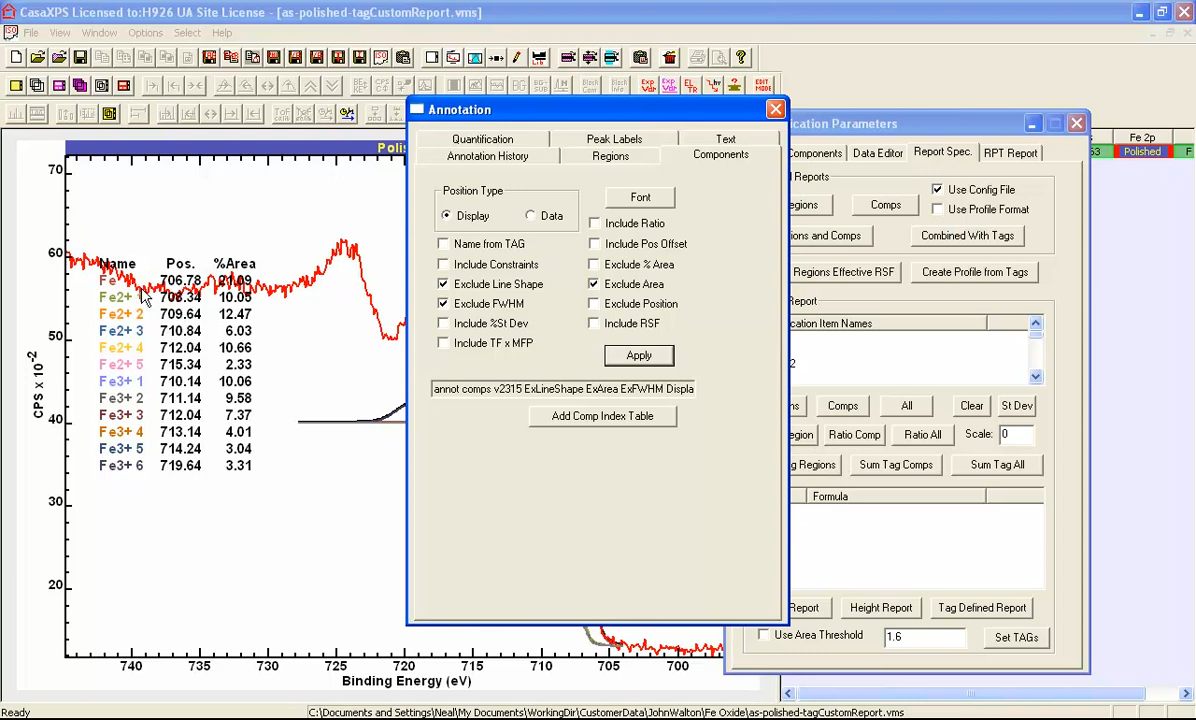 CasaXPS Licensed to:H926 UA Site License - [as-polished-tagCustomReport.vms]
File View Window Options Select Help
Annotation
Quantification Peak Labels Text
Annotation History Regions Components
Position Type
Display Data
Font
Include Ratio
Name from TAG Include Pos Offset
Include Constraints Exclude % Area
Exclude Line Shape Exclude Area
Exclude FWHM Exclude Position
Include %St Dev Include RSF
Include TF x MFP
Apply
annot comps v2315 ExLineShape ExArea ExFWHM Displa
Add Comp Index Table
ication Parameters
omponents Data Editor Report Spec. RPT Report
Reports
Use Config File
egions Comps Use Profile Format
ons and Comps Combined With Tags
Regions Effective RSF Create Profile from Tags
Report
ication Item Names
2
ns Comps All Clear St Dev
egion Ratio Comp Ratio All Scale: 0
g Regions Sum Tag Comps Sum Tag All
Formula
Report Height Report Tag Defined Report
Use Area Threshold 1.6 Set TAGs
Fe 2p
63 Polished F
Polis
CPS x 10-2
70
60
50
40
30
20
Name Pos. %Area
Fe 706.78 21.09
Fe2+ 1 708.34 10.05
Fe2+ 2 709.64 12.47
Fe2+ 3 710.84 6.03
Fe2+ 4 712.04 10.66
Fe2+ 5 715.34 2.33
Fe3+ 1 710.14 10.06
Fe3+ 2 711.14 9.58
Fe3+ 3 712.04 7.37
Fe3+ 4 713.14 4.01
Fe3+ 5 714.24 3.04
Fe3+ 6 719.64 3.31
740 735 730 725 720 715 710 705 700
Binding Energy (eV)
Ready C:\Documents and Settings\Neal\My Documents\WorkingDir\CustomerData\JohnWalton\Fe Oxide\as-polished-tagCustomReport.vms